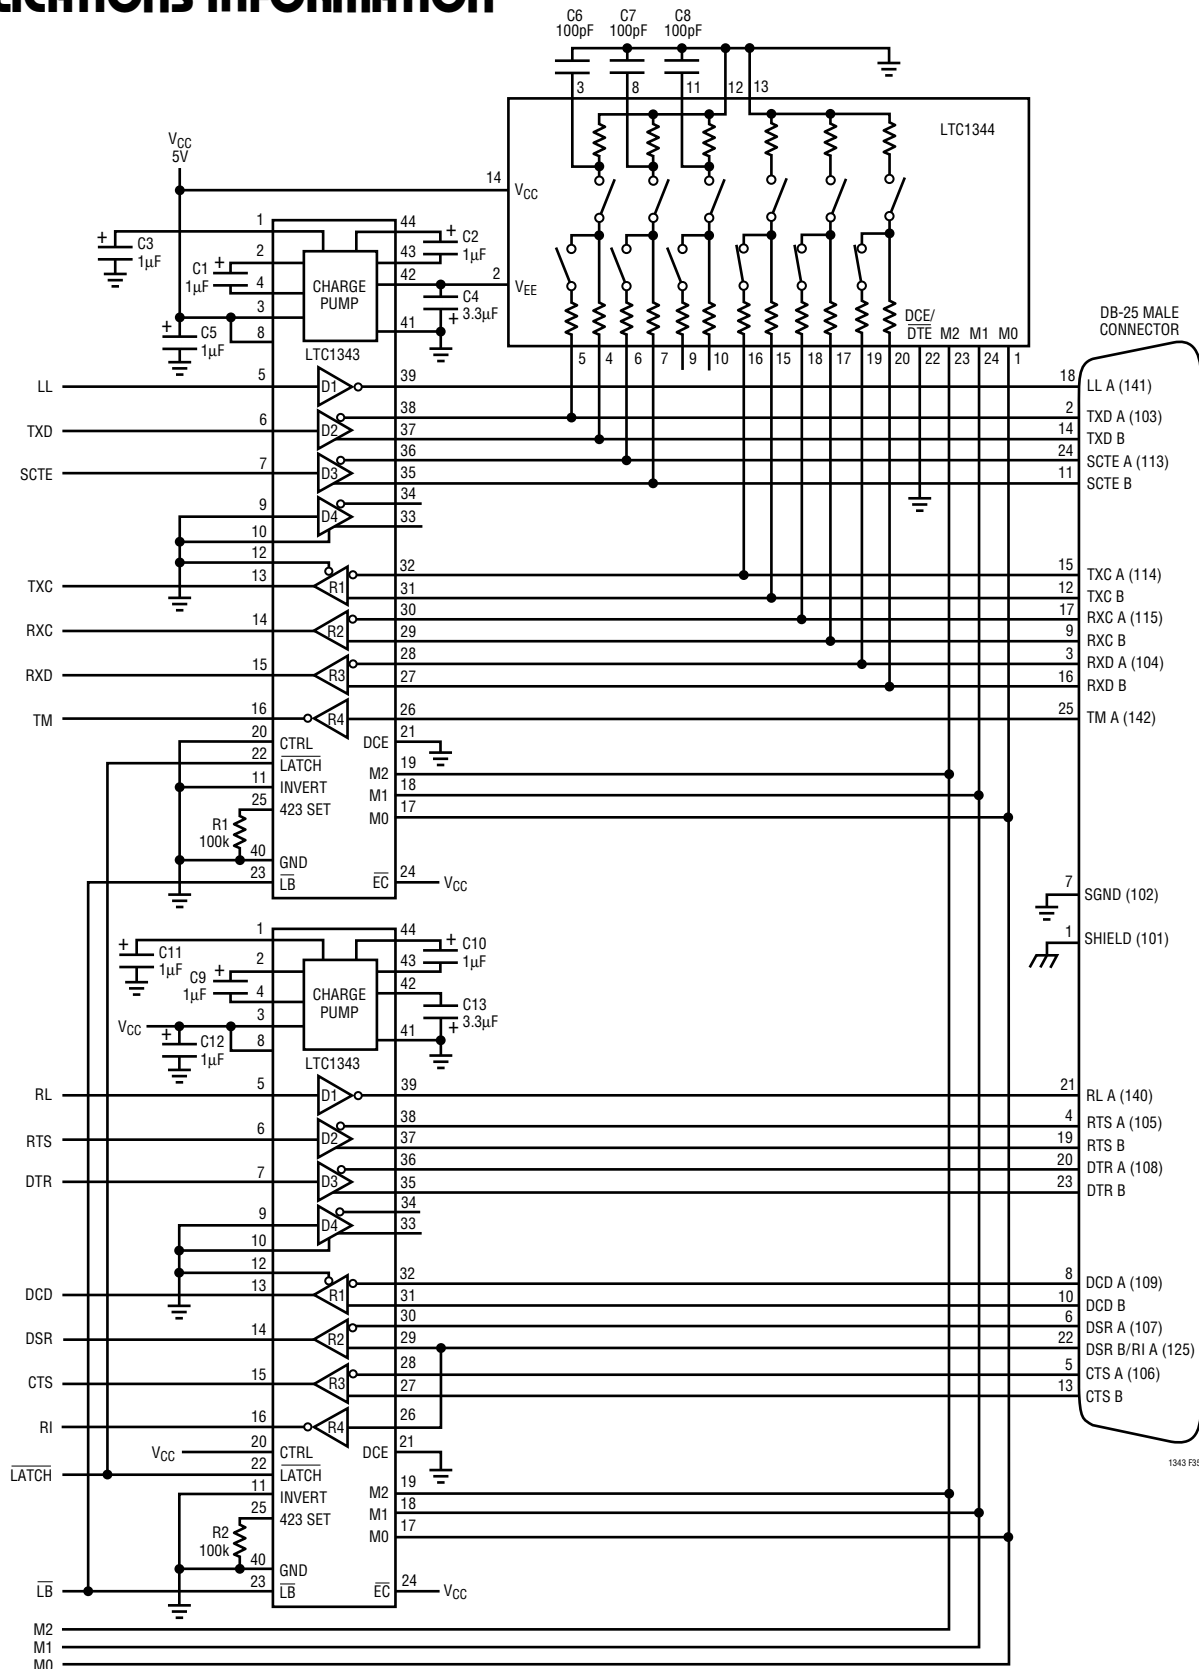 APPLICATIONS INFORMATION
C6 C7 C8
100pF 100pF 100pF
3 8 11 12 13
LTC1344
VCC
5V
14 VCC
1 44
C3 1µF
2 43
C2 1µF
C1 1µF
4 42
2 VEE
CHARGE PUMP
C4 3.3µF
3 41
8
C5 1µF
LTC1343
DCE/DTE M2 M1 M0
5 4 6 7 9 10 16 15 18 17 19 20 22 23 24 1
DB-25 MALE
CONNECTOR
LL 5 D1 39 18 LL A (141)
38 2 TXD A (103)
TXD 6 D2 37 14 TXD B
36 24 SCTE A (113)
SCTE 7 D3 35 11 SCTE B
9 D4 34
10 33
12 32 15 TXC A (114)
TXC 13 R1 31 12 TXC B
30 17 RXC A (115)
RXC 14 R2 29 9 RXC B
28 3 RXD A (104)
RXD 15 R3 27 16 RXD B
TM 16 R4 26 25 TM A (142)
20 CTRL DCE 21
22 LATCH
11 INVERT M2 19
25 423 SET M1 18
R1 100k M0 17
40 GND
23 LB EC 24 VCC
7 SGND (102)
1 SHIELD (101)
1 44
C11 1µF
2 43
C10 1µF
C9 1µF
4 42
CHARGE PUMP
C13 3.3µF
VCC 3 41
8
C12 1µF
LTC1343
RL 5 D1 39 21 RL A (140)
38 4 RTS A (105)
RTS 6 D2 37 19 RTS B
36 20 DTR A (108)
DTR 7 D3 35 23 DTR B
9 D4 34
10 33
12 32 8 DCD A (109)
DCD 13 R1 31 10 DCD B
30 6 DSR A (107)
DSR 14 R2 29 22 DSR B/RI A (125)
28 5 CTS A (106)
CTS 15 R3 27 13 CTS B
RI 16 R4 26
VCC 20 CTRL DCE 21
LATCH 22 LATCH
1343 F35
11 INVERT M2 19
25 423 SET M1 18
R2 100k M0 17
40 GND
LB 23 LB EC 24 VCC
M2
M1
M0